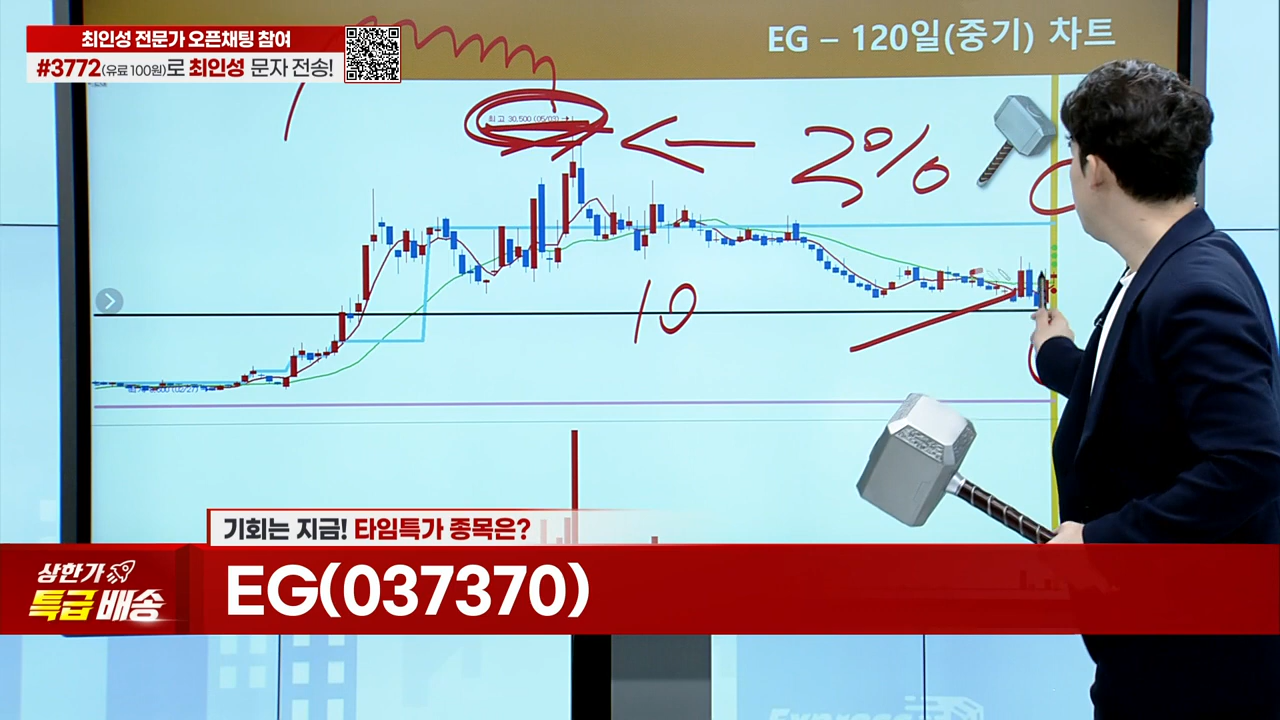 최인성 전문가 오픈채팅 참여
#3772(유료 100원)로 최인성 문자 전송!
EG – 120일(중기) 차트
최고 30,500 (05/03)
2%
10
기회는 지금! 타임특가 종목은?
상한가
특급 배송
EG(037370)
Express